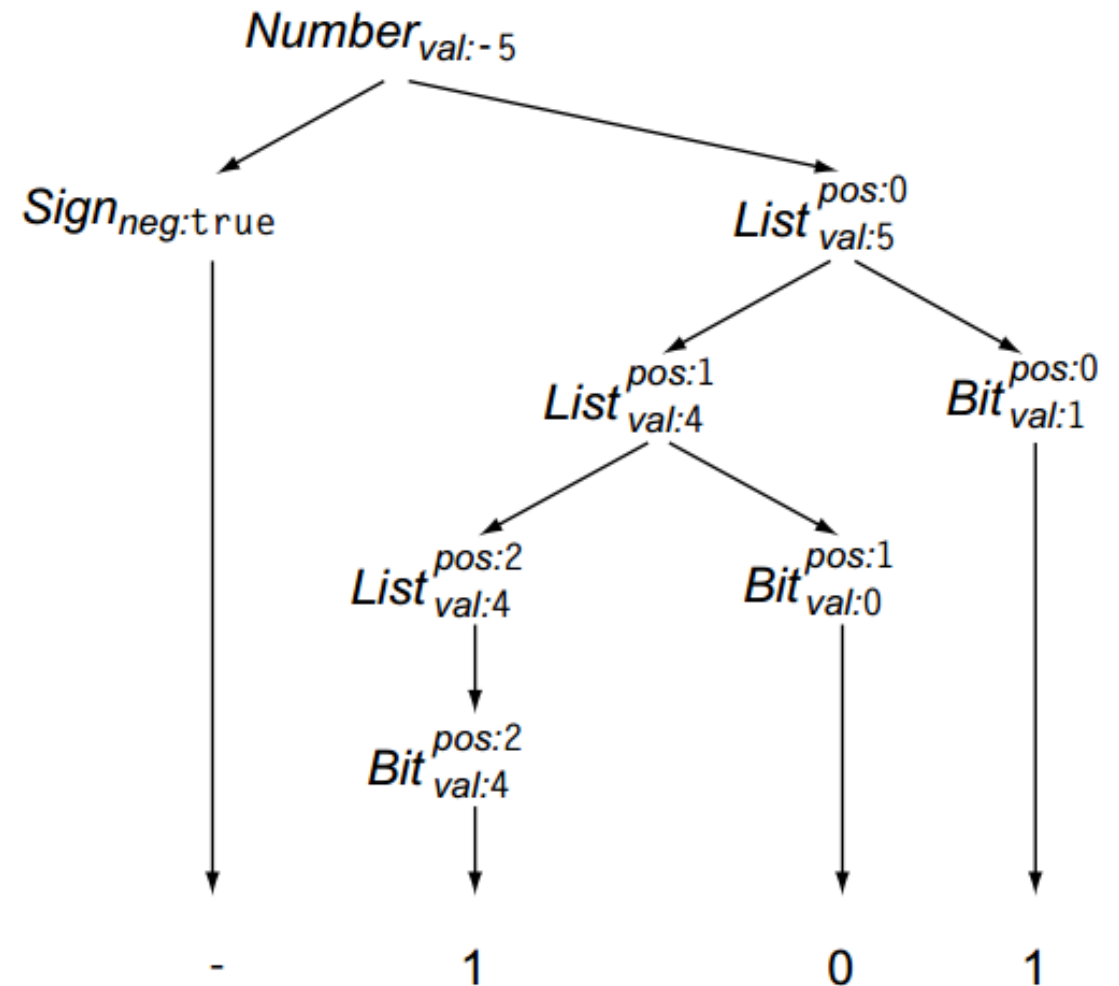 Number val:-5
Sign neg:true
List pos:0 val:5
List pos:1 val:4
Bit pos:0 val:1
List pos:2 val:4
Bit pos:1 val:0
Bit pos:2 val:4
- 1 0 1